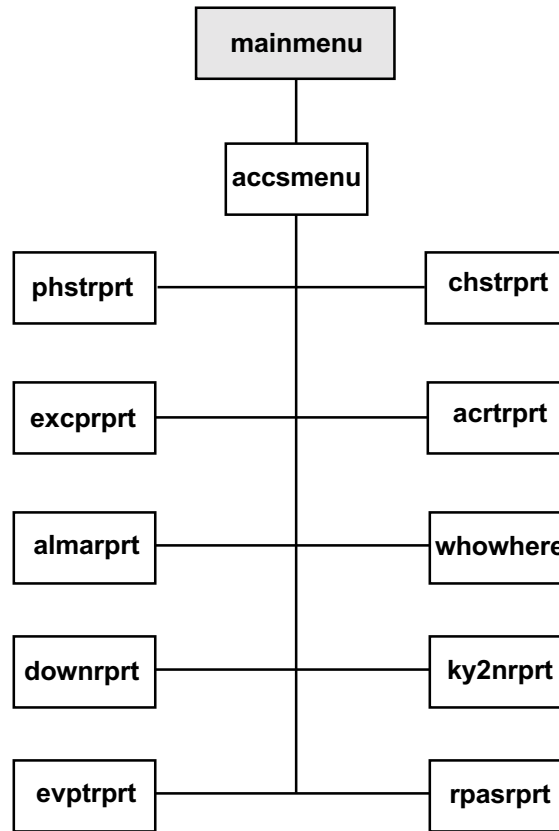 mainmenu
accsmenu
phstrprt
chstrprt
excprprt
acrtrprt
almarprt
whowhere
downrprt
ky2nrprt
evptrprt
rpasrprt